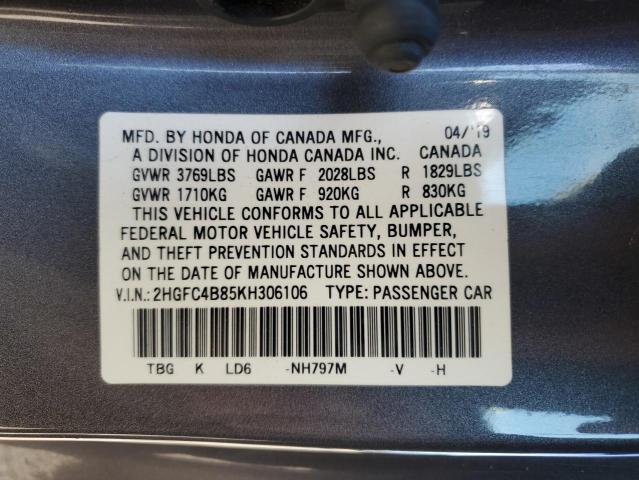 MFD. BY HONDA OF CANADA MFG., 04/'19
A DIVISION OF HONDA CANADA INC. CANADA
GVWR 3769LBS GAWR F 2028LBS R 1829LBS
GVWR 1710KG GAWR F 920KG R 830KG
THIS VEHICLE CONFORMS TO ALL APPLICABLE
FEDERAL MOTOR VEHICLE SAFETY, BUMPER,
AND THEFT PREVENTION STANDARDS IN EFFECT
ON THE DATE OF MANUFACTURE SHOWN ABOVE.
V.I.N.:2HGFC4B85KH306106 TYPE: PASSENGER CAR
TBG K LD6 -NH797M -V -H